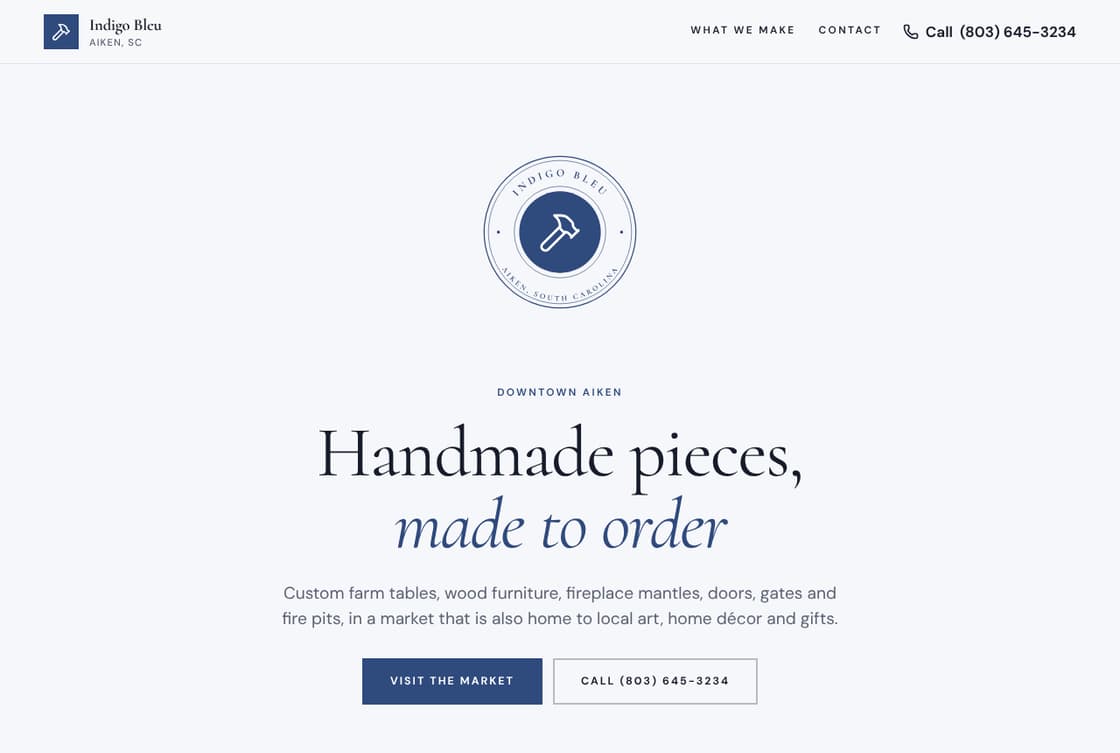 Indigo Bleu
AIKEN, SC
WHAT WE MAKE
CONTACT
Call (803) 645-3234
INDIGO BLEU
AIKEN, SOUTH CAROLINA
DOWNTOWN AIKEN
Handmade pieces,
made to order
Custom farm tables, wood furniture, fireplace mantles, doors, gates and
fire pits, in a market that is also home to local art, home décor and gifts.
VISIT THE MARKET
CALL (803) 645-3234